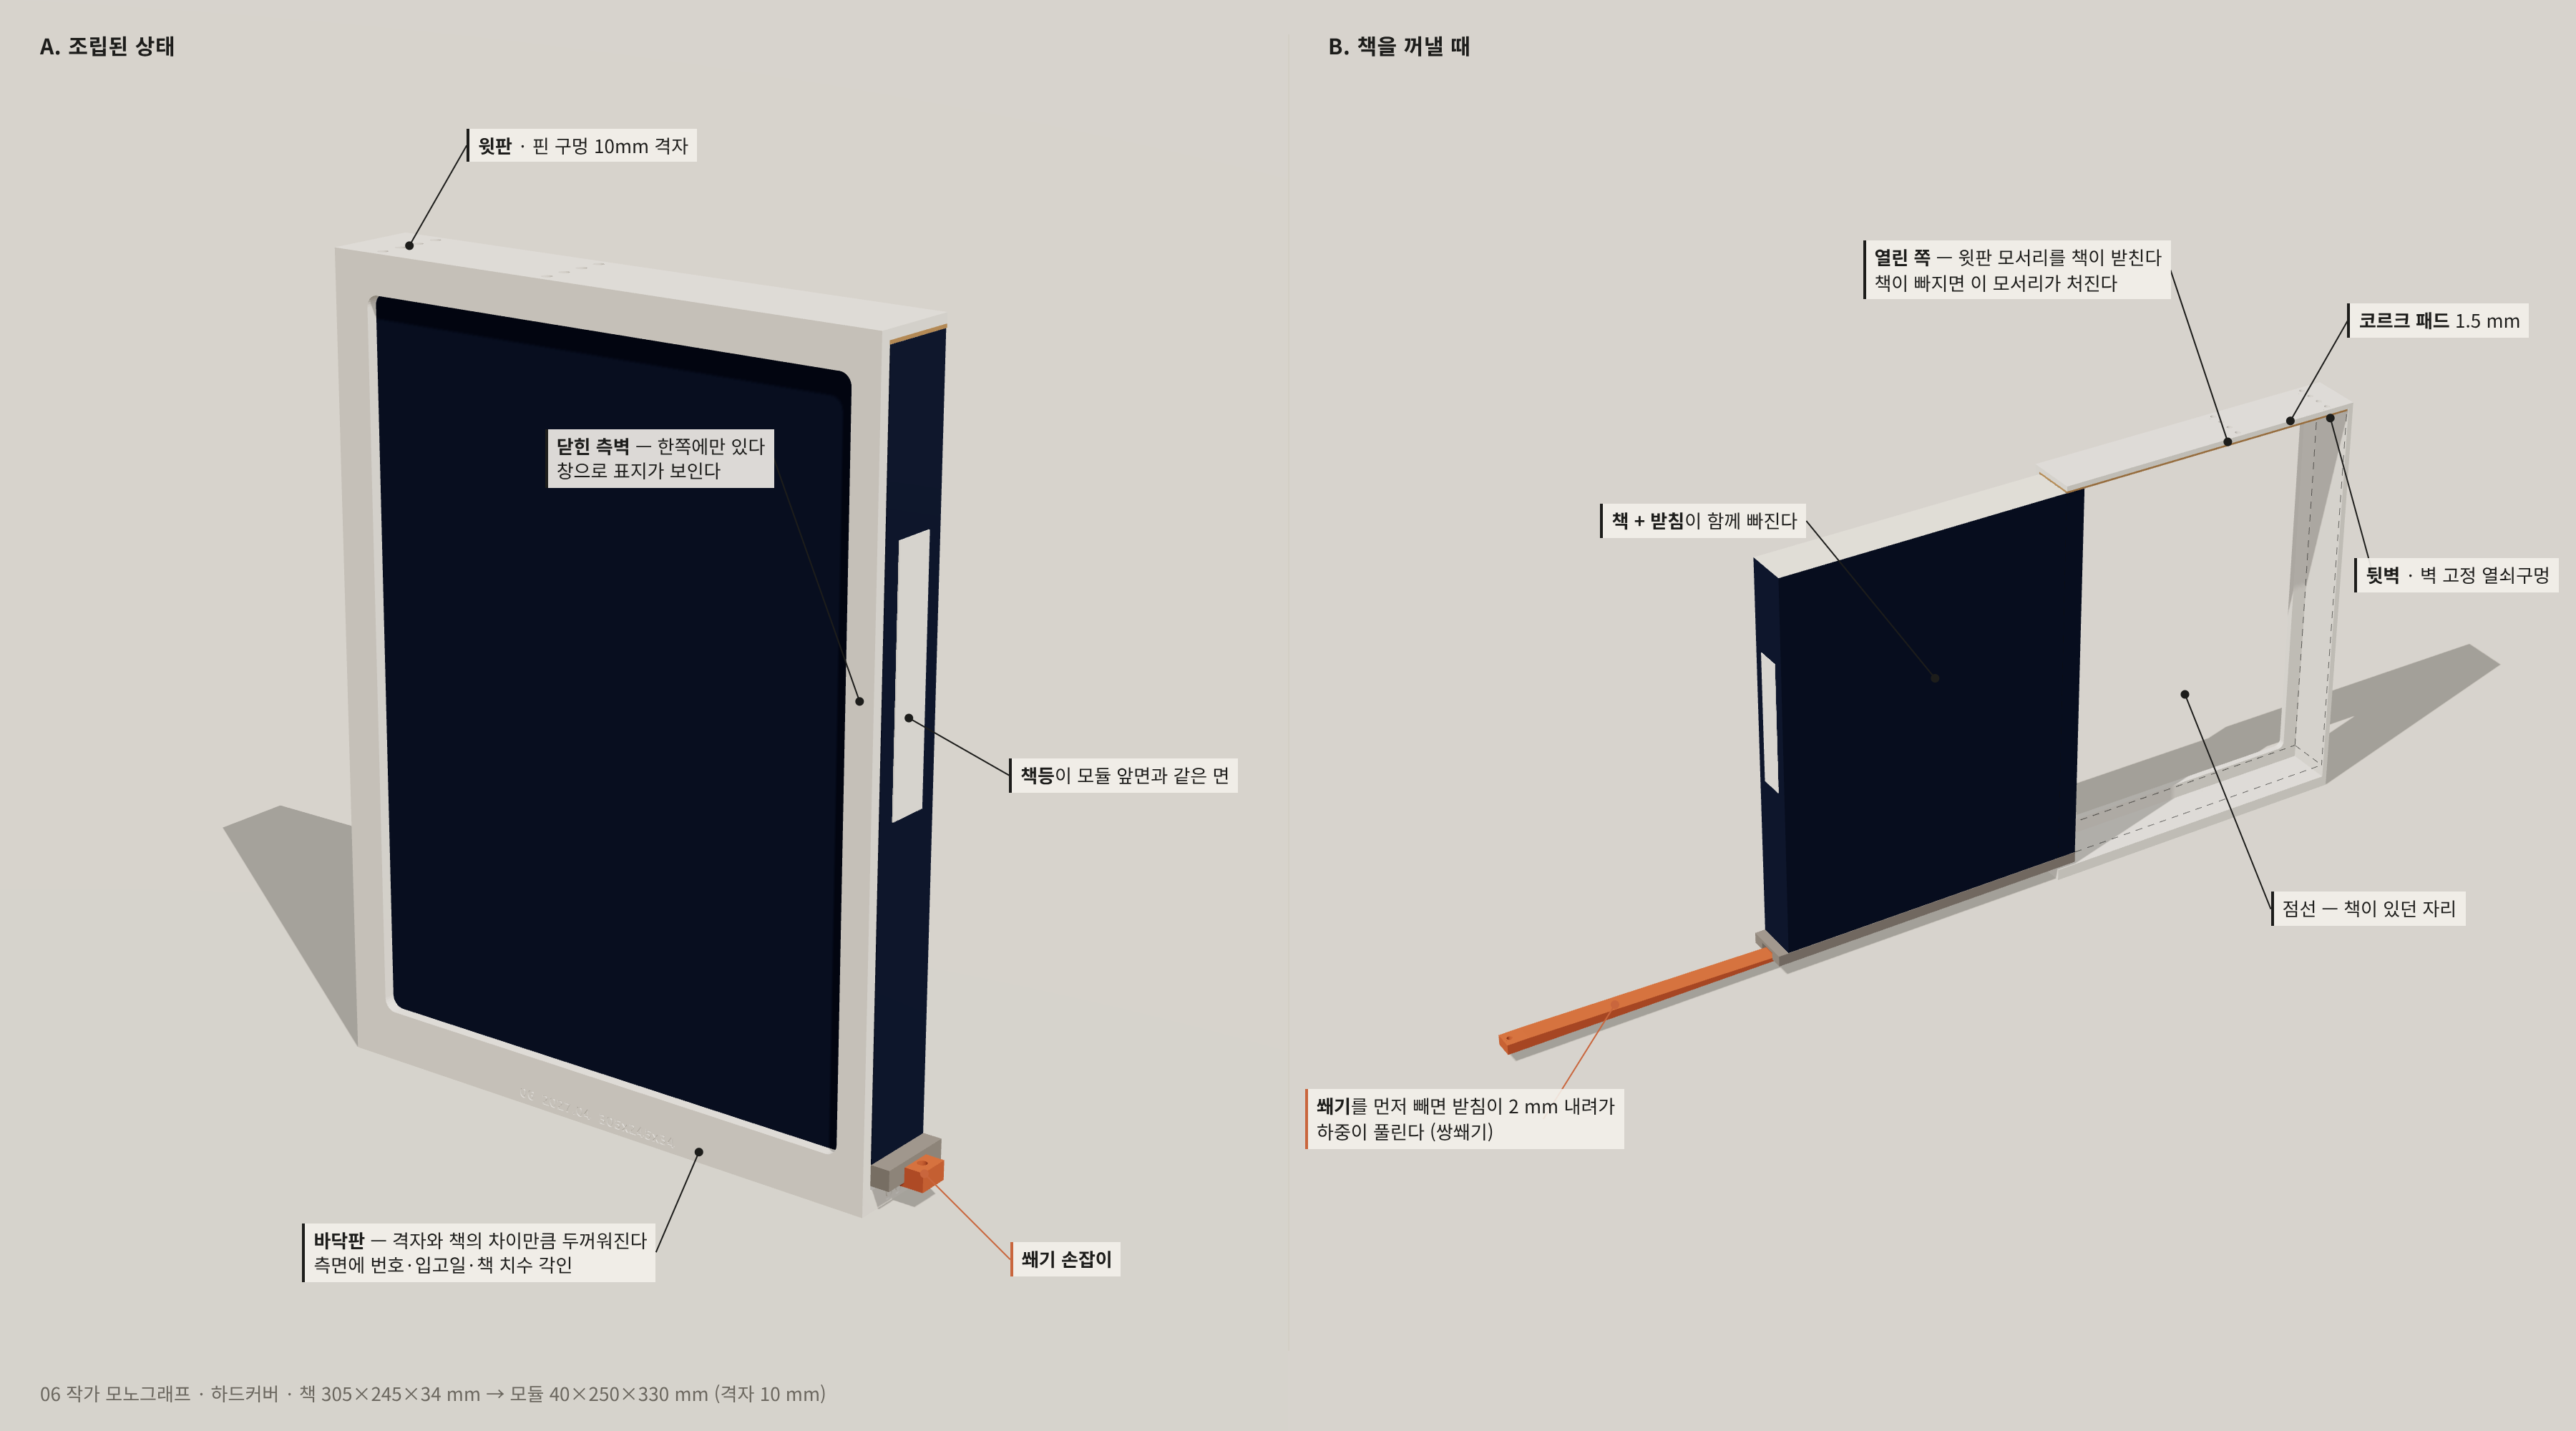 A. 조립된 상태
윗판 · 핀 구멍 10mm 격자
닫힌 측벽 — 한쪽에만 있다
창으로 표지가 보인다
책등이 모듈 앞면과 같은 면
바닥판 — 격자와 책의 차이만큼 두꺼워진다
측면에 번호·입고일·책 치수 각인
쐐기 손잡이
B. 책을 꺼낼 때
열린 쪽 — 윗판 모서리를 책이 받친다
책이 빠지면 이 모서리가 처진다
코르크 패드 1.5 mm
책 + 받침이 함께 빠진다
뒷벽 · 벽 고정 열쇠구멍
점선 — 책이 있던 자리
쐐기를 먼저 빼면 받침이 2 mm 내려가
하중이 풀린다 (쌍쐐기)
06 작가 모노그래프 · 하드커버 · 책 305×245×34 mm → 모듈 40×250×330 mm (격자 10 mm)